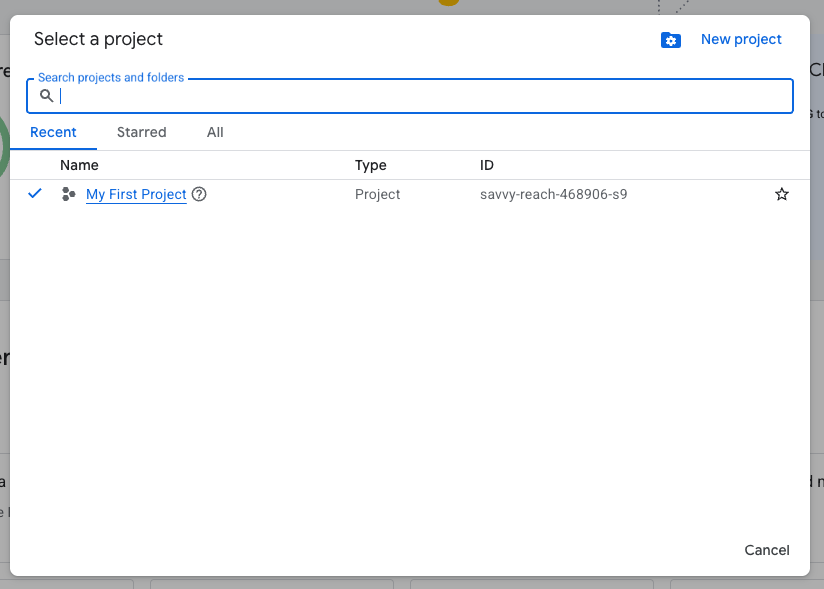 Select a project
New project
Search projects and folders
Recent Starred All
Name Type ID
My First Project Project savvy-reach-468906-s9
Cancel